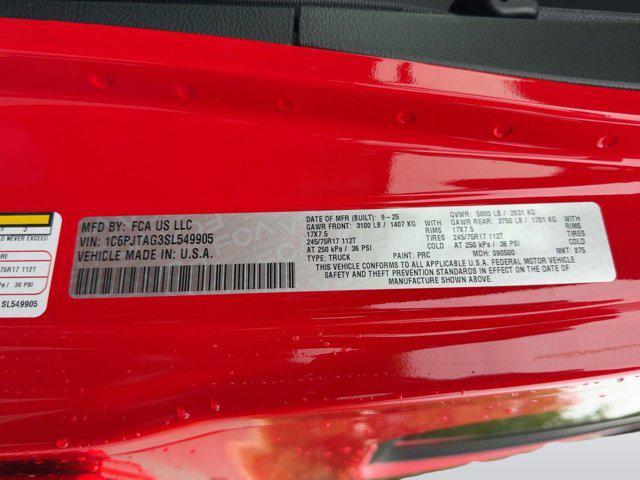 MFD BY: FCA US LLC
VIN: 1C6PJTAG3SL549905
VEHICLE MADE IN: U.S.A.
DATE OF MFR (BUILT): 9-25
GAWR FRONT: 3100 LB / 1407 KG
17X7.5 RIMS
245/75R17 112T TIRES
AT 250 kPa / 36 PSI COLD
GVWR: 5800 LB / 2631 KG
GAWR REAR: 3750 LB / 1701 KG
17X7.5 RIMS
245/75R17 112T TIRES
AT 250 kPa / 36 PSI COLD
THIS VEHICLE CONFORMS TO ALL APPLICABLE U.S.A. FEDERAL MOTOR VEHICLE
SAFETY AND THEFT PREVENTION STANDARDS IN EFFECT ON THE DATE OF
MANUFACTURE SHOWN ABOVE.
TYPE: TRUCK PAINT: PRC MDH: 090500 MKT 875
D NEVER EXCEED
URE
75R17 112T
kPa / 36 PSI
SL549905